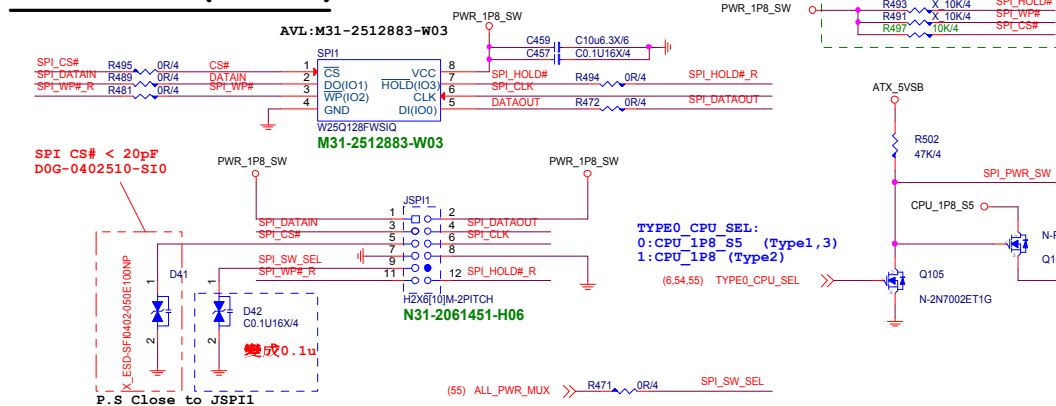 AVL:M31-2512883-W03
PWR_1P8_SW
C459 C10u6.3X/6
C457 C0.1U16X/4
PWR_1P8_SW
R493 X_10K/4 SPI_HOLD#
R491 X_10K/4 SPI_WP#
R497 10K/4 SPI_CS#
SPI1
SPI_CS# R495 0R/4 CS# 1 CS VCC 8
SPI_DATAIN R489 0R/4 DATAIN 2 DO(IO1) HOLD(IO3) 7 SPI_HOLD# R494 0R/4 SPI_HOLD#_R
SPI_WP#_R R481 0R/4 SPI_WP# 3 WP(IO2) CLK 6 SPI_CLK
4 GND DI(IO0) 5 DATAOUT R472 0R/4 SPI_DATAOUT
W25Q128FWSIQ
M31-2512883-W03
SPI CS# < 20pF
D0G-0402510-SI0
PWR_1P8_SW
PWR_1P8_SW
JSPI1
1 2
SPI_DATAIN 3 4 SPI_DATAOUT
SPI_CS# 5 6 SPI_CLK
7 8
SPI_SW_SEL 9
SPI_WP#_R 11 12 SPI_HOLD#_R
H2X6[10]M-2PITCH
N31-2061451-H06
1
D41
2
X_ESD-SFI0402-050E100NP
1
D42
C0.1U16X/4
2
變成0.1u
P.S Close to JSPI1
ATX_5VSB
R502
47K/4
SPI_PWR_SW
CPU_1P8_S5
TYPE0_CPU_SEL:
0:CPU_1P8_S5 (Type1,3)
1:CPU_1P8 (Type2)
(6,54,55) TYPE0_CPU_SEL
Q105
N-2N7002ET1G
(55) ALL_PWR_MUX R471 0R/4 SPI_SW_SEL